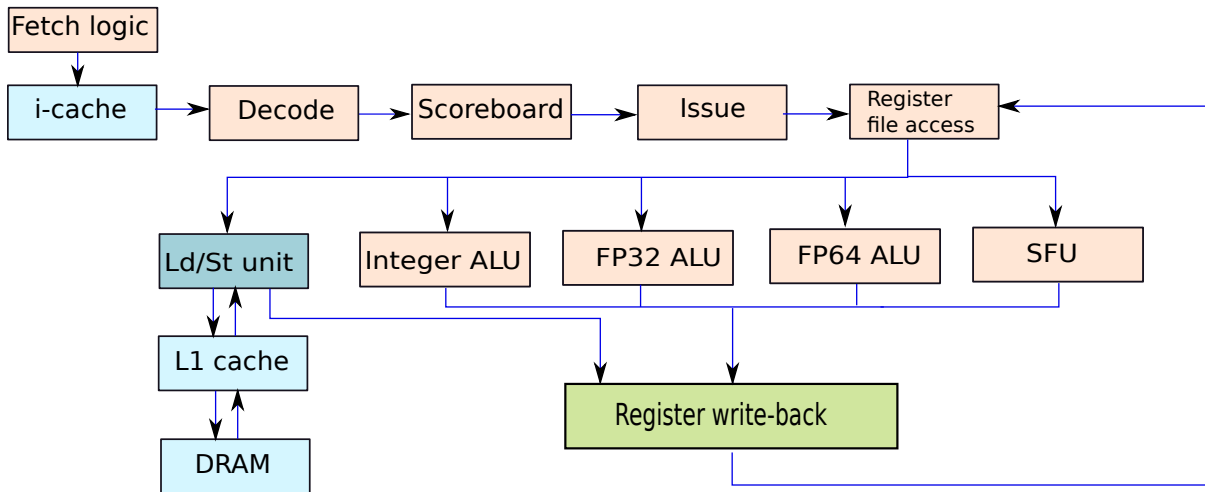 Fetch logic
i-cache
Decode
Scoreboard
Issue
Register
file access
Ld/St unit
Integer ALU
FP32 ALU
FP64 ALU
SFU
L1 cache
Register write-back
DRAM